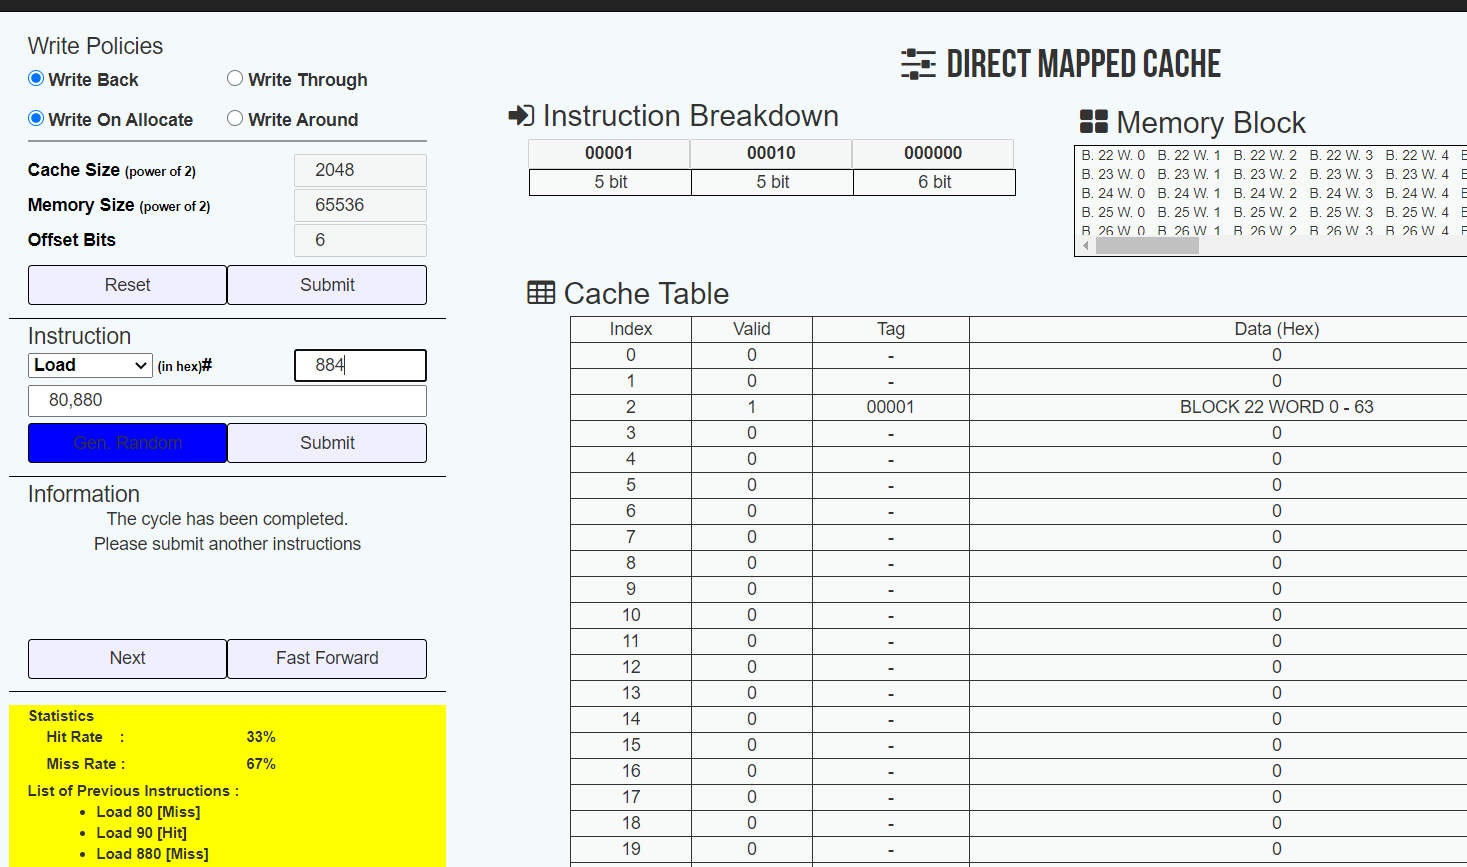 Write Policies
Write Back Write Through
Write On Allocate Write Around
Cache Size (power of 2) 2048
Memory Size (power of 2) 65536
Offset Bits 6
Reset Submit
Instruction
Load (in hex)# 884
80,880
Gen. Random Submit
Information
The cycle has been completed.
Please submit another instructions
Next Fast Forward
Statistics
Hit Rate : 33%
Miss Rate : 67%
List of Previous Instructions :
• Load 80 [Miss]
• Load 90 [Hit]
• Load 880 [Miss]
DIRECT MAPPED CACHE
Instruction Breakdown
00001 00010 000000
5 bit 5 bit 6 bit
Memory Block
B. 22 W. 0 B. 22 W. 1 B. 22 W. 2 B. 22 W. 3 B. 22 W. 4
B. 23 W. 0 B. 23 W. 1 B. 23 W. 2 B. 23 W. 3 B. 23 W. 4
B. 24 W. 0 B. 24 W. 1 B. 24 W. 2 B. 24 W. 3 B. 24 W. 4
B. 25 W. 0 B. 25 W. 1 B. 25 W. 2 B. 25 W. 3 B. 25 W. 4
B. 26 W. 0 B. 26 W. 1 B. 26 W. 2 B. 26 W. 3 B. 26 W. 4
Cache Table
Index Valid Tag Data (Hex)
0 0 - 0
1 0 - 0
2 1 00001 BLOCK 22 WORD 0 - 63
3 0 - 0
4 0 - 0
5 0 - 0
6 0 - 0
7 0 - 0
8 0 - 0
9 0 - 0
10 0 - 0
11 0 - 0
12 0 - 0
13 0 - 0
14 0 - 0
15 0 - 0
16 0 - 0
17 0 - 0
18 0 - 0
19 0 - 0